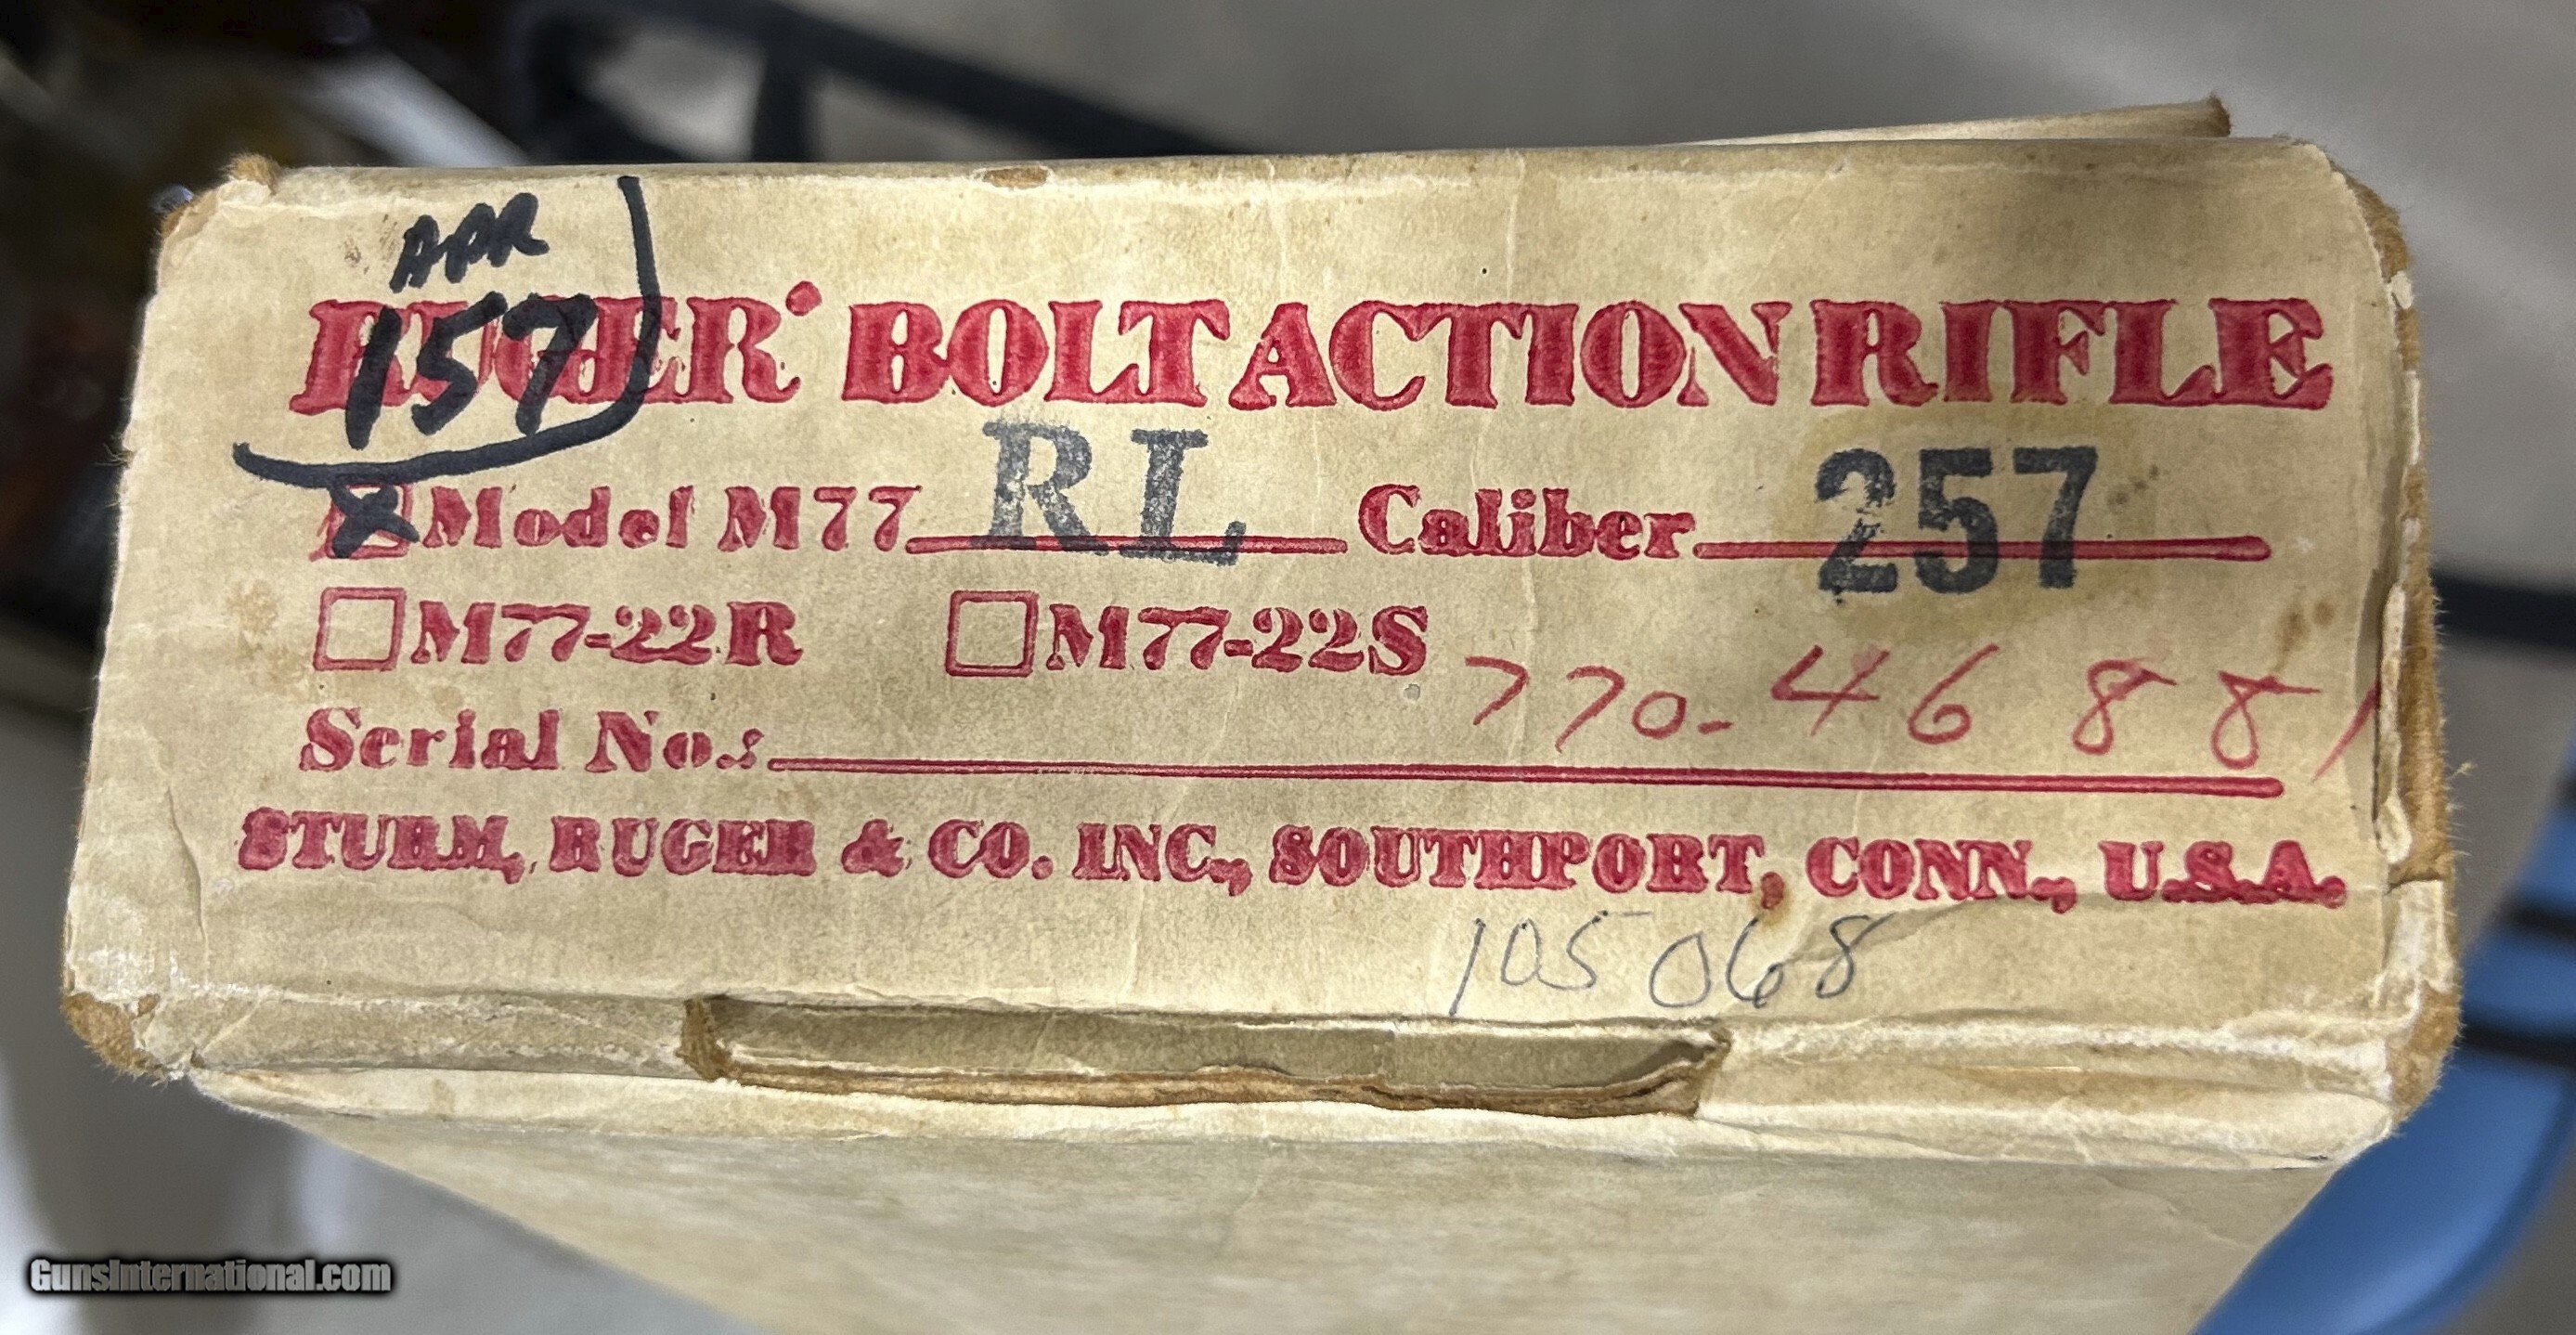 APR
157
RUGER BOLT ACTION RIFLE
Model M77 RL Caliber 257
M77-22R M77-22S
770-46881
Serial No.:
STURM, RUGER & CO. INC., SOUTHPORT, CONN., U.S.A.
105068
GunsInternational.com